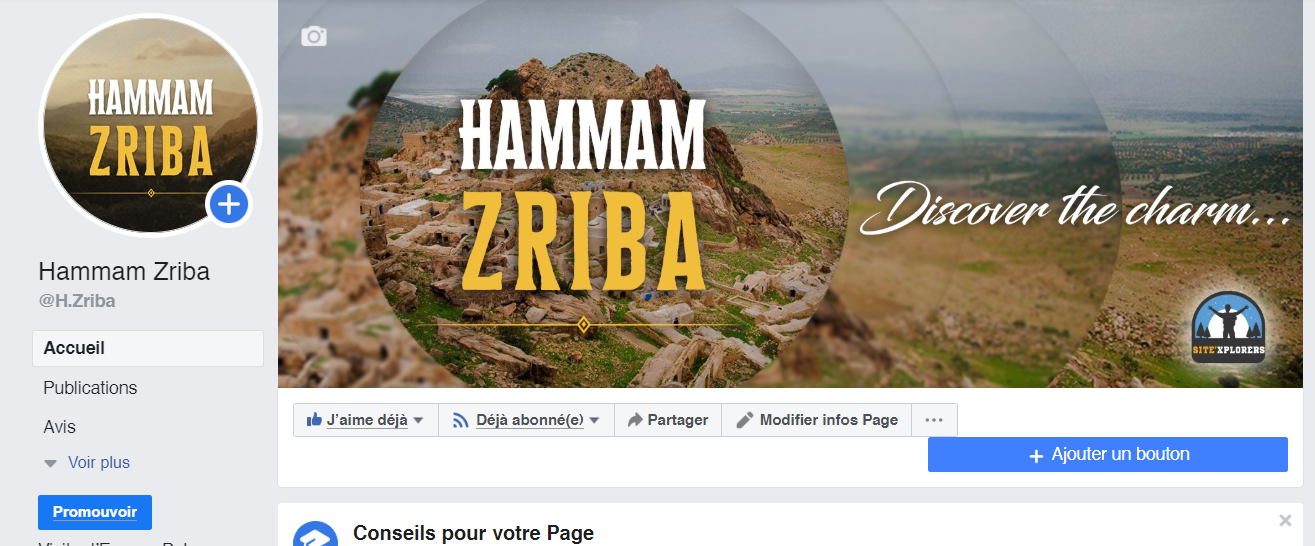 HAMMAM
ZRIBA
Hammam Zriba
@H.Zriba
Accueil
Publications
Avis
Voir plus
Promouvoir
HAMMAM
ZRIBA
Discover the charm...
SITE'XPLORERS
J'aime déjà
Déjà abonné(e)
Partager
Modifier infos Page
...
+ Ajouter un bouton
Conseils pour votre Page